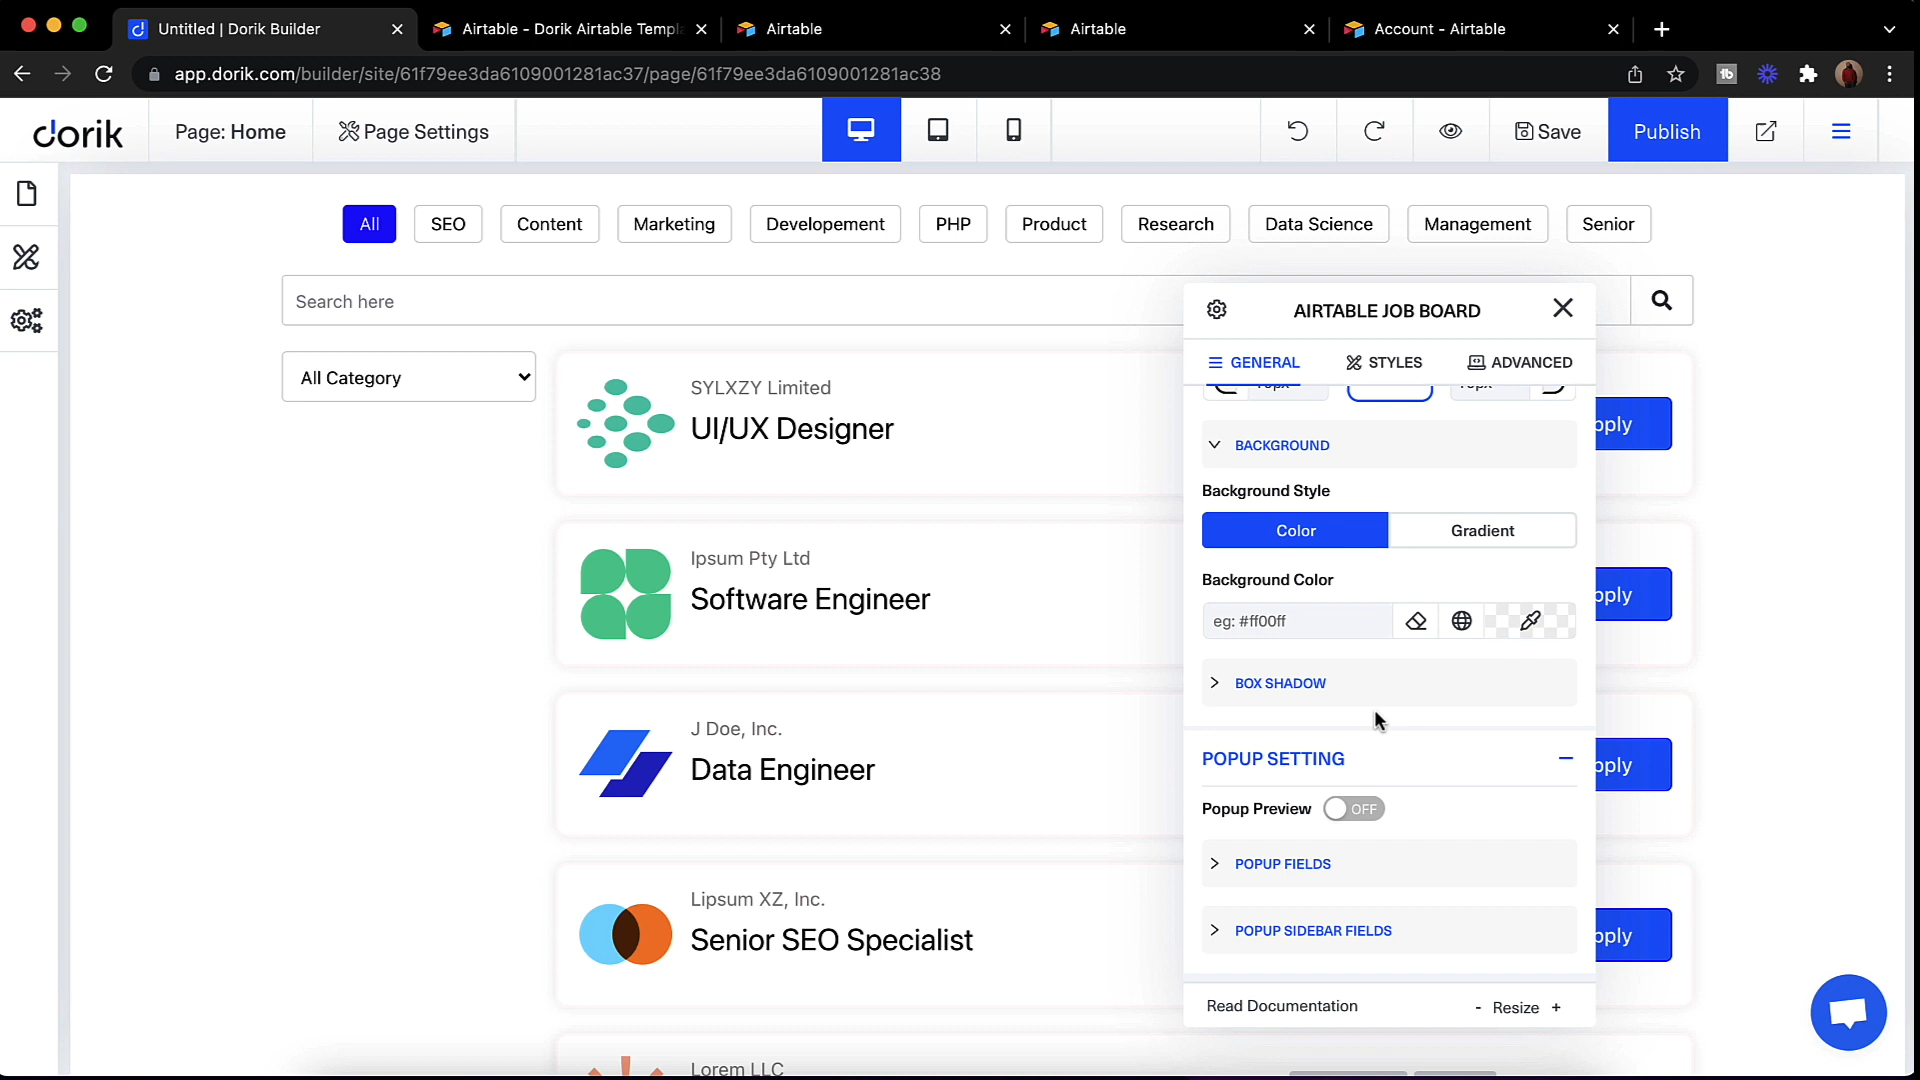 Untitled | Dorik Builder
Airtable - Dorik Airtable Templa
Airtable
Airtable
Account - Airtable
app.dorik.com/builder/site/61f79ee3da6109001281ac37/page/61f79ee3da6109001281ac38
dorik
Page: Home
Page Settings
Save
Publish
All
SEO
Content
Marketing
Developement
PHP
Product
Research
Data Science
Management
Senior
Search here
All Category
SYLXZY Limited
UI/UX Designer
Ipsum Pty Ltd
Software Engineer
J Doe, Inc.
Data Engineer
Lipsum XZ, Inc.
Senior SEO Specialist
Lorem LLC
AIRTABLE JOB BOARD
GENERAL
STYLES
ADVANCED
BACKGROUND
Background Style
Color
Gradient
Background Color
eg: #ff00ff
BOX SHADOW
POPUP SETTING
Popup Preview
OFF
POPUP FIELDS
POPUP SIDEBAR FIELDS
Read Documentation
- Resize +
pply
pply
pply
pply